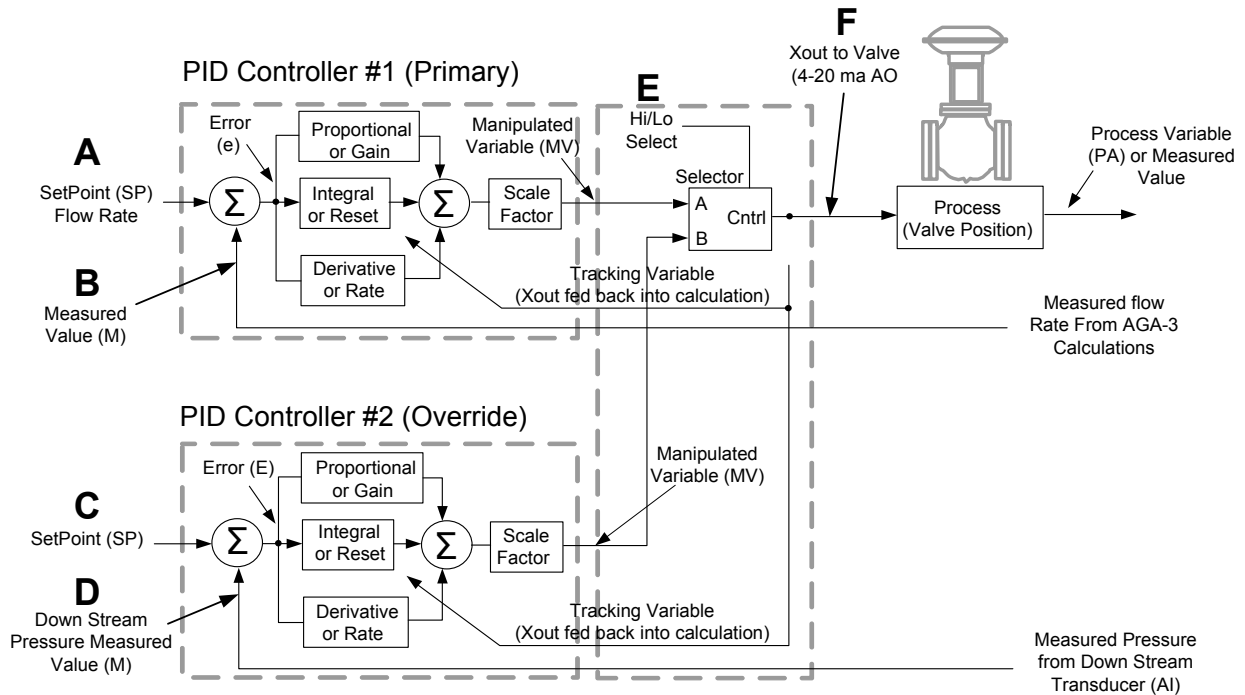 F
Xout to Valve
(4-20 ma AO
PID Controller #1 (Primary)
E
Error
(e)
Proportional
or Gain
Manipulated
Variable (MV)
Hi/Lo
Select
Process Variable
(PA) or Measured
Value
A
SetPoint (SP)
Flow Rate
Σ
Integral
or Reset
Σ
Scale
Factor
Selector
A
B
Cntrl
Process
(Valve Position)
B
Measured
Value (M)
Derivative
or Rate
Tracking Variable
(Xout fed back into calculation)
Measured flow
Rate From AGA-3
Calculations
PID Controller #2 (Override)
Error (E)
Proportional
or Gain
Manipulated
Variable (MV)
C
SetPoint (SP)
Σ
Integral
or Reset
Σ
Scale
Factor
D
Down Stream
Pressure Measured
Value (M)
Derivative
or Rate
Tracking Variable
(Xout fed back into calculation)
Measured Pressure
from Down Stream
Transducer (AI)